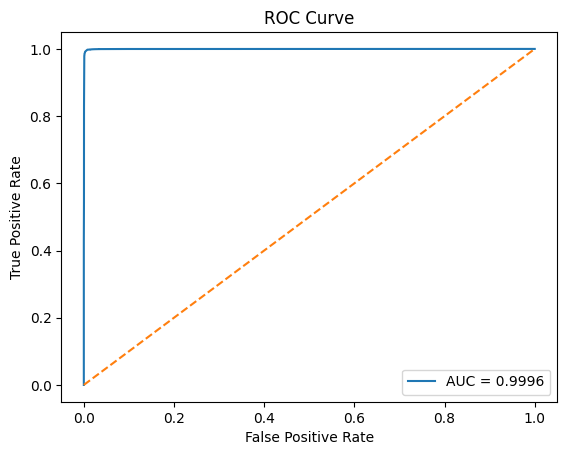 ROC Curve
True Positive Rate
1.0
0.8
0.6
0.4
0.2
0.0
AUC = 0.9996
0.0 0.2 0.4 0.6 0.8 1.0
False Positive Rate